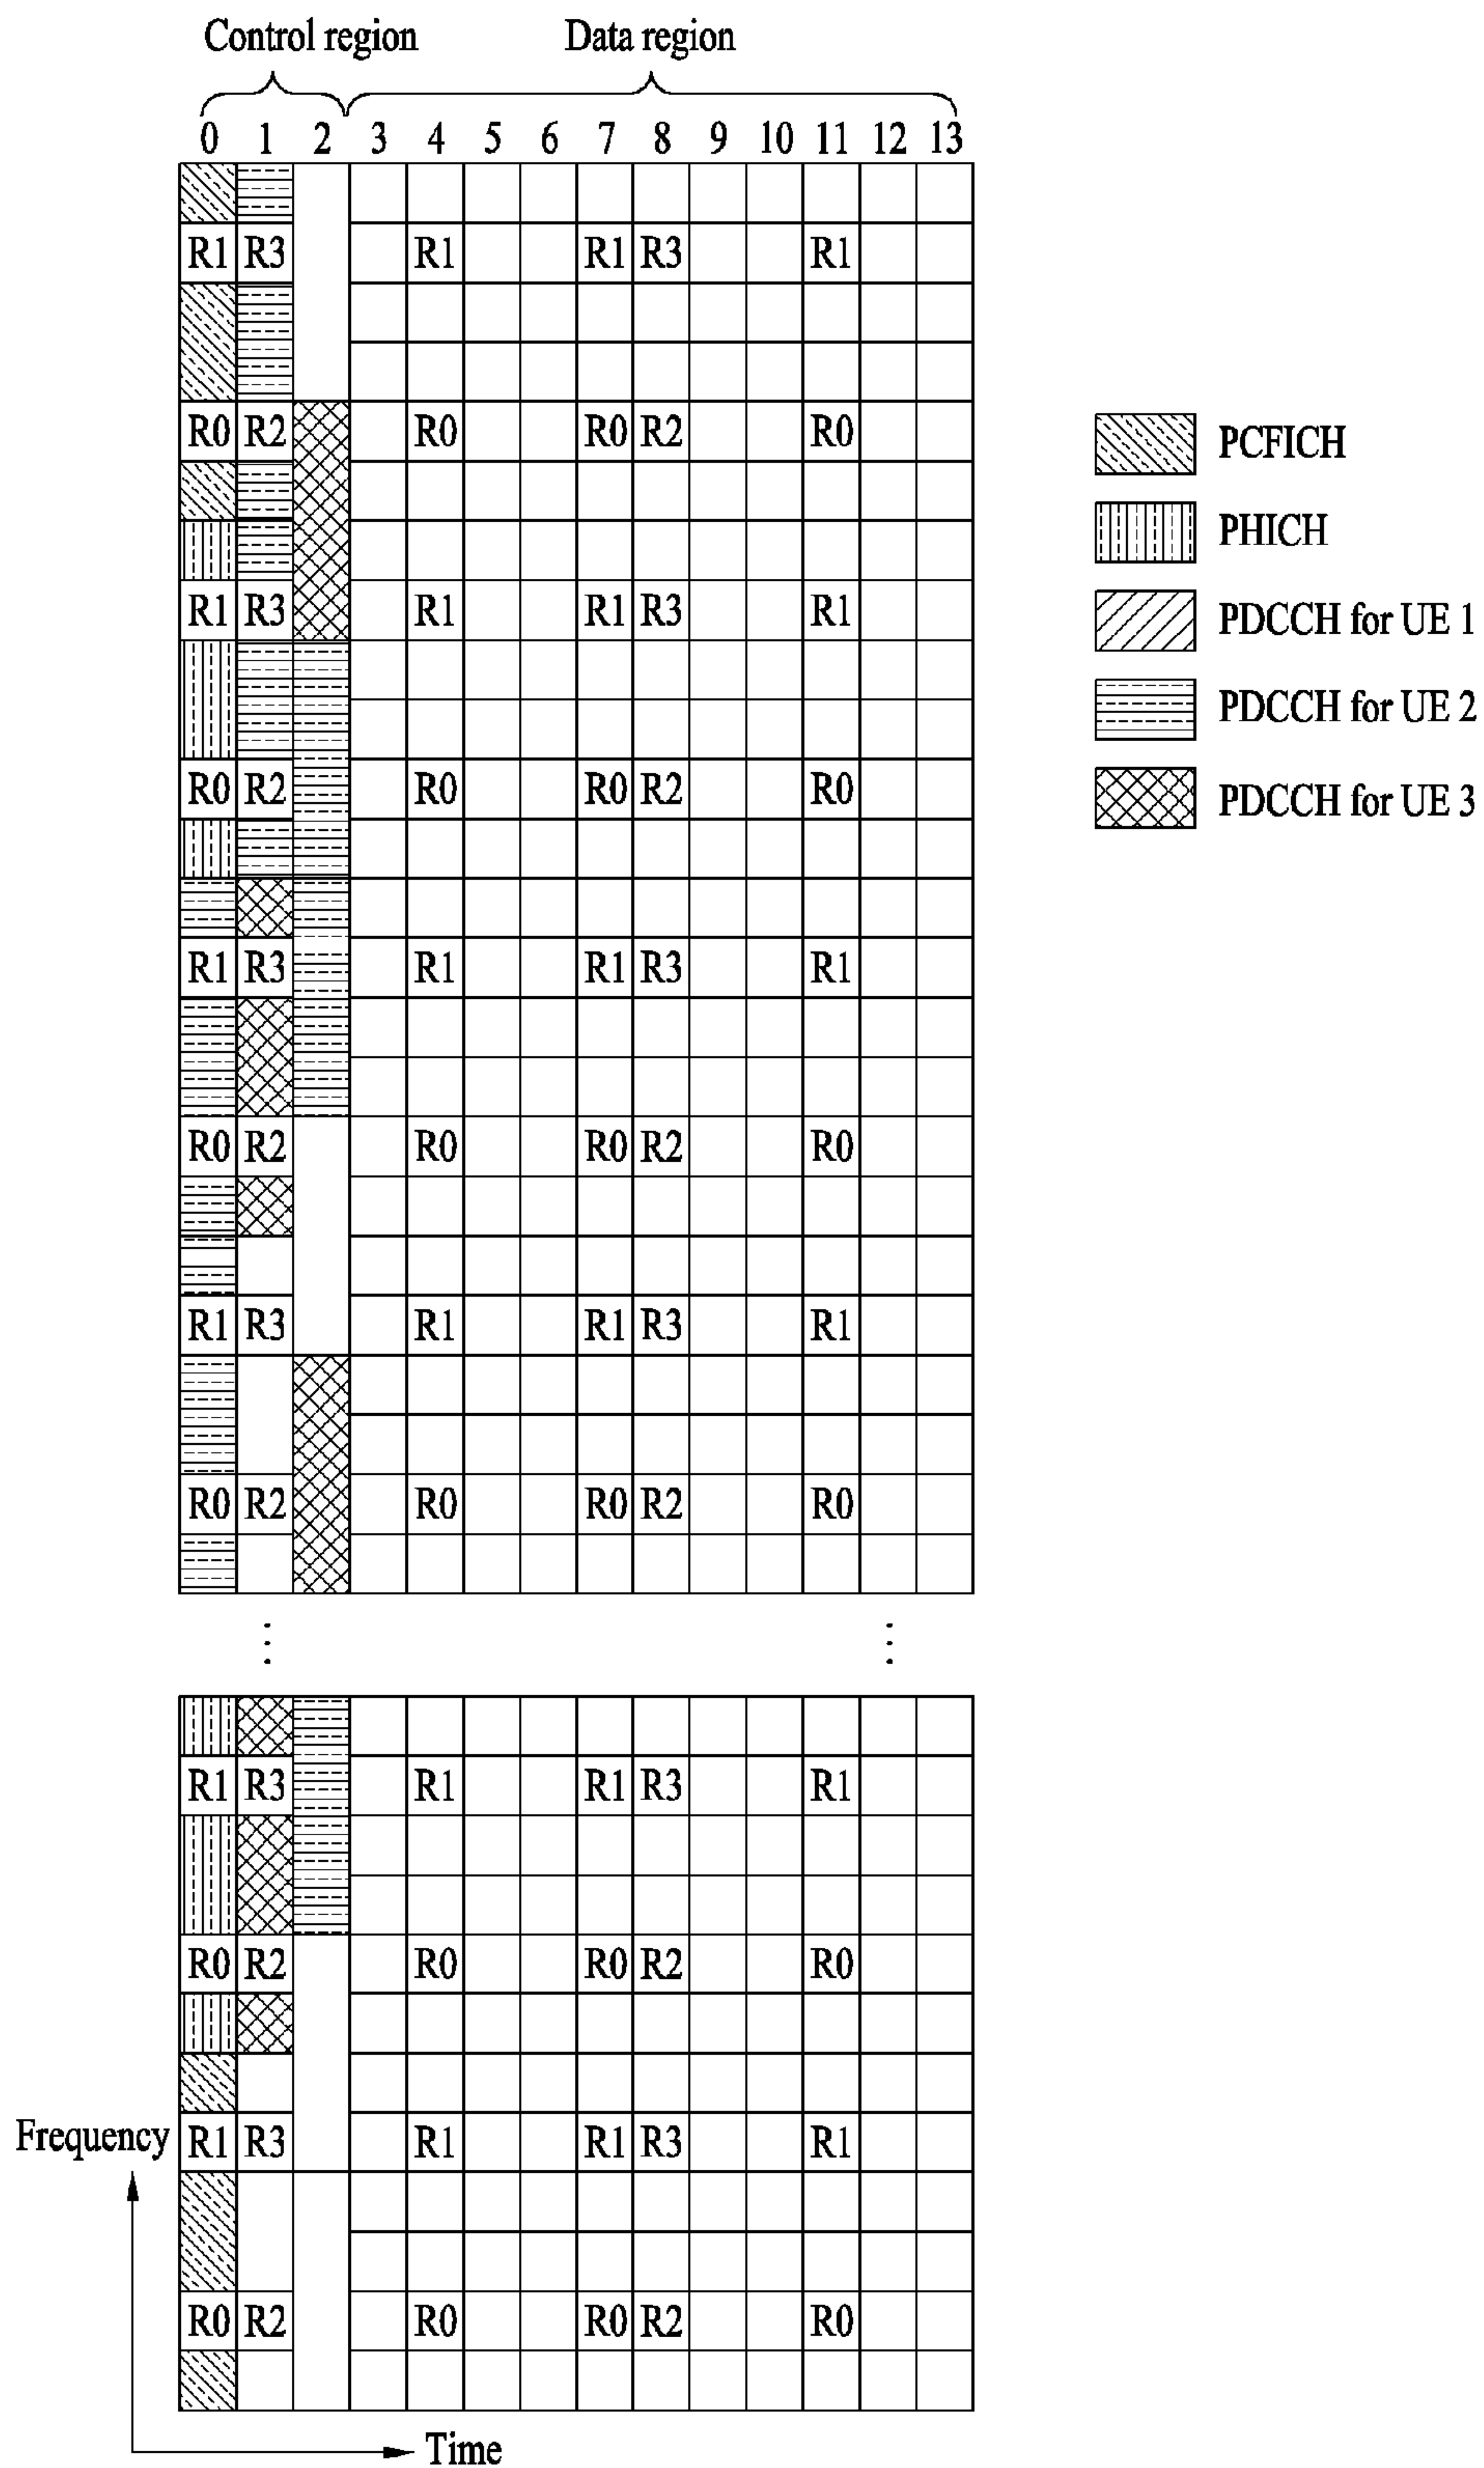 Control region Data region
0 1 2 3 4 5 6 7 8 9 10 11 12 13
R1 R3 R1 R1 R3 R1
R0 R2 R0 R0 R2 R0
R1 R3 R1 R1 R3 R1
R0 R2 R0 R0 R2 R0
R1 R3 R1 R1 R3 R1
R0 R2 R0 R0 R2 R0
R1 R3 R1 R1 R3 R1
R0 R2 R0 R0 R2 R0
R1 R3 R1 R1 R3 R1
R0 R2 R0 R0 R2 R0
R1 R3 R1 R1 R3 R1
R0 R2 R0 R0 R2 R0
Frequency
Time
PCFICH
PHICH
PDCCH for UE 1
PDCCH for UE 2
PDCCH for UE 3